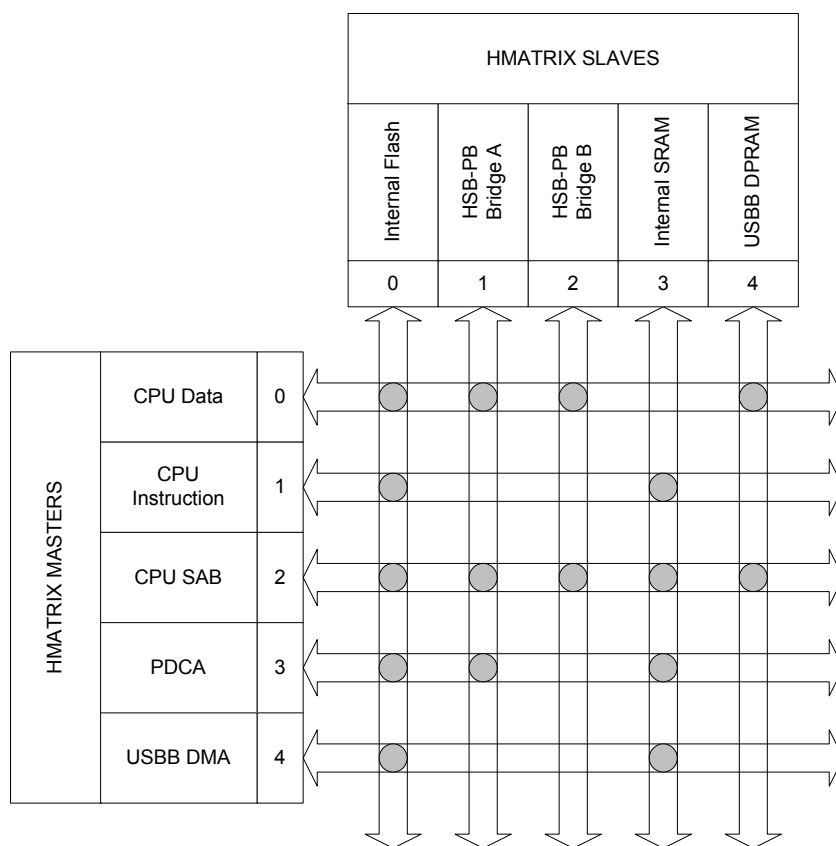 HMATRIX SLAVES
Internal Flash
HSB-PB
Bridge A
HSB-PB
Bridge B
Internal SRAM
USBB DPRAM
0
1
2
3
4
HMATRIX MASTERS
CPU Data
0
CPU
Instruction
1
CPU SAB
2
PDCA
3
USBB DMA
4